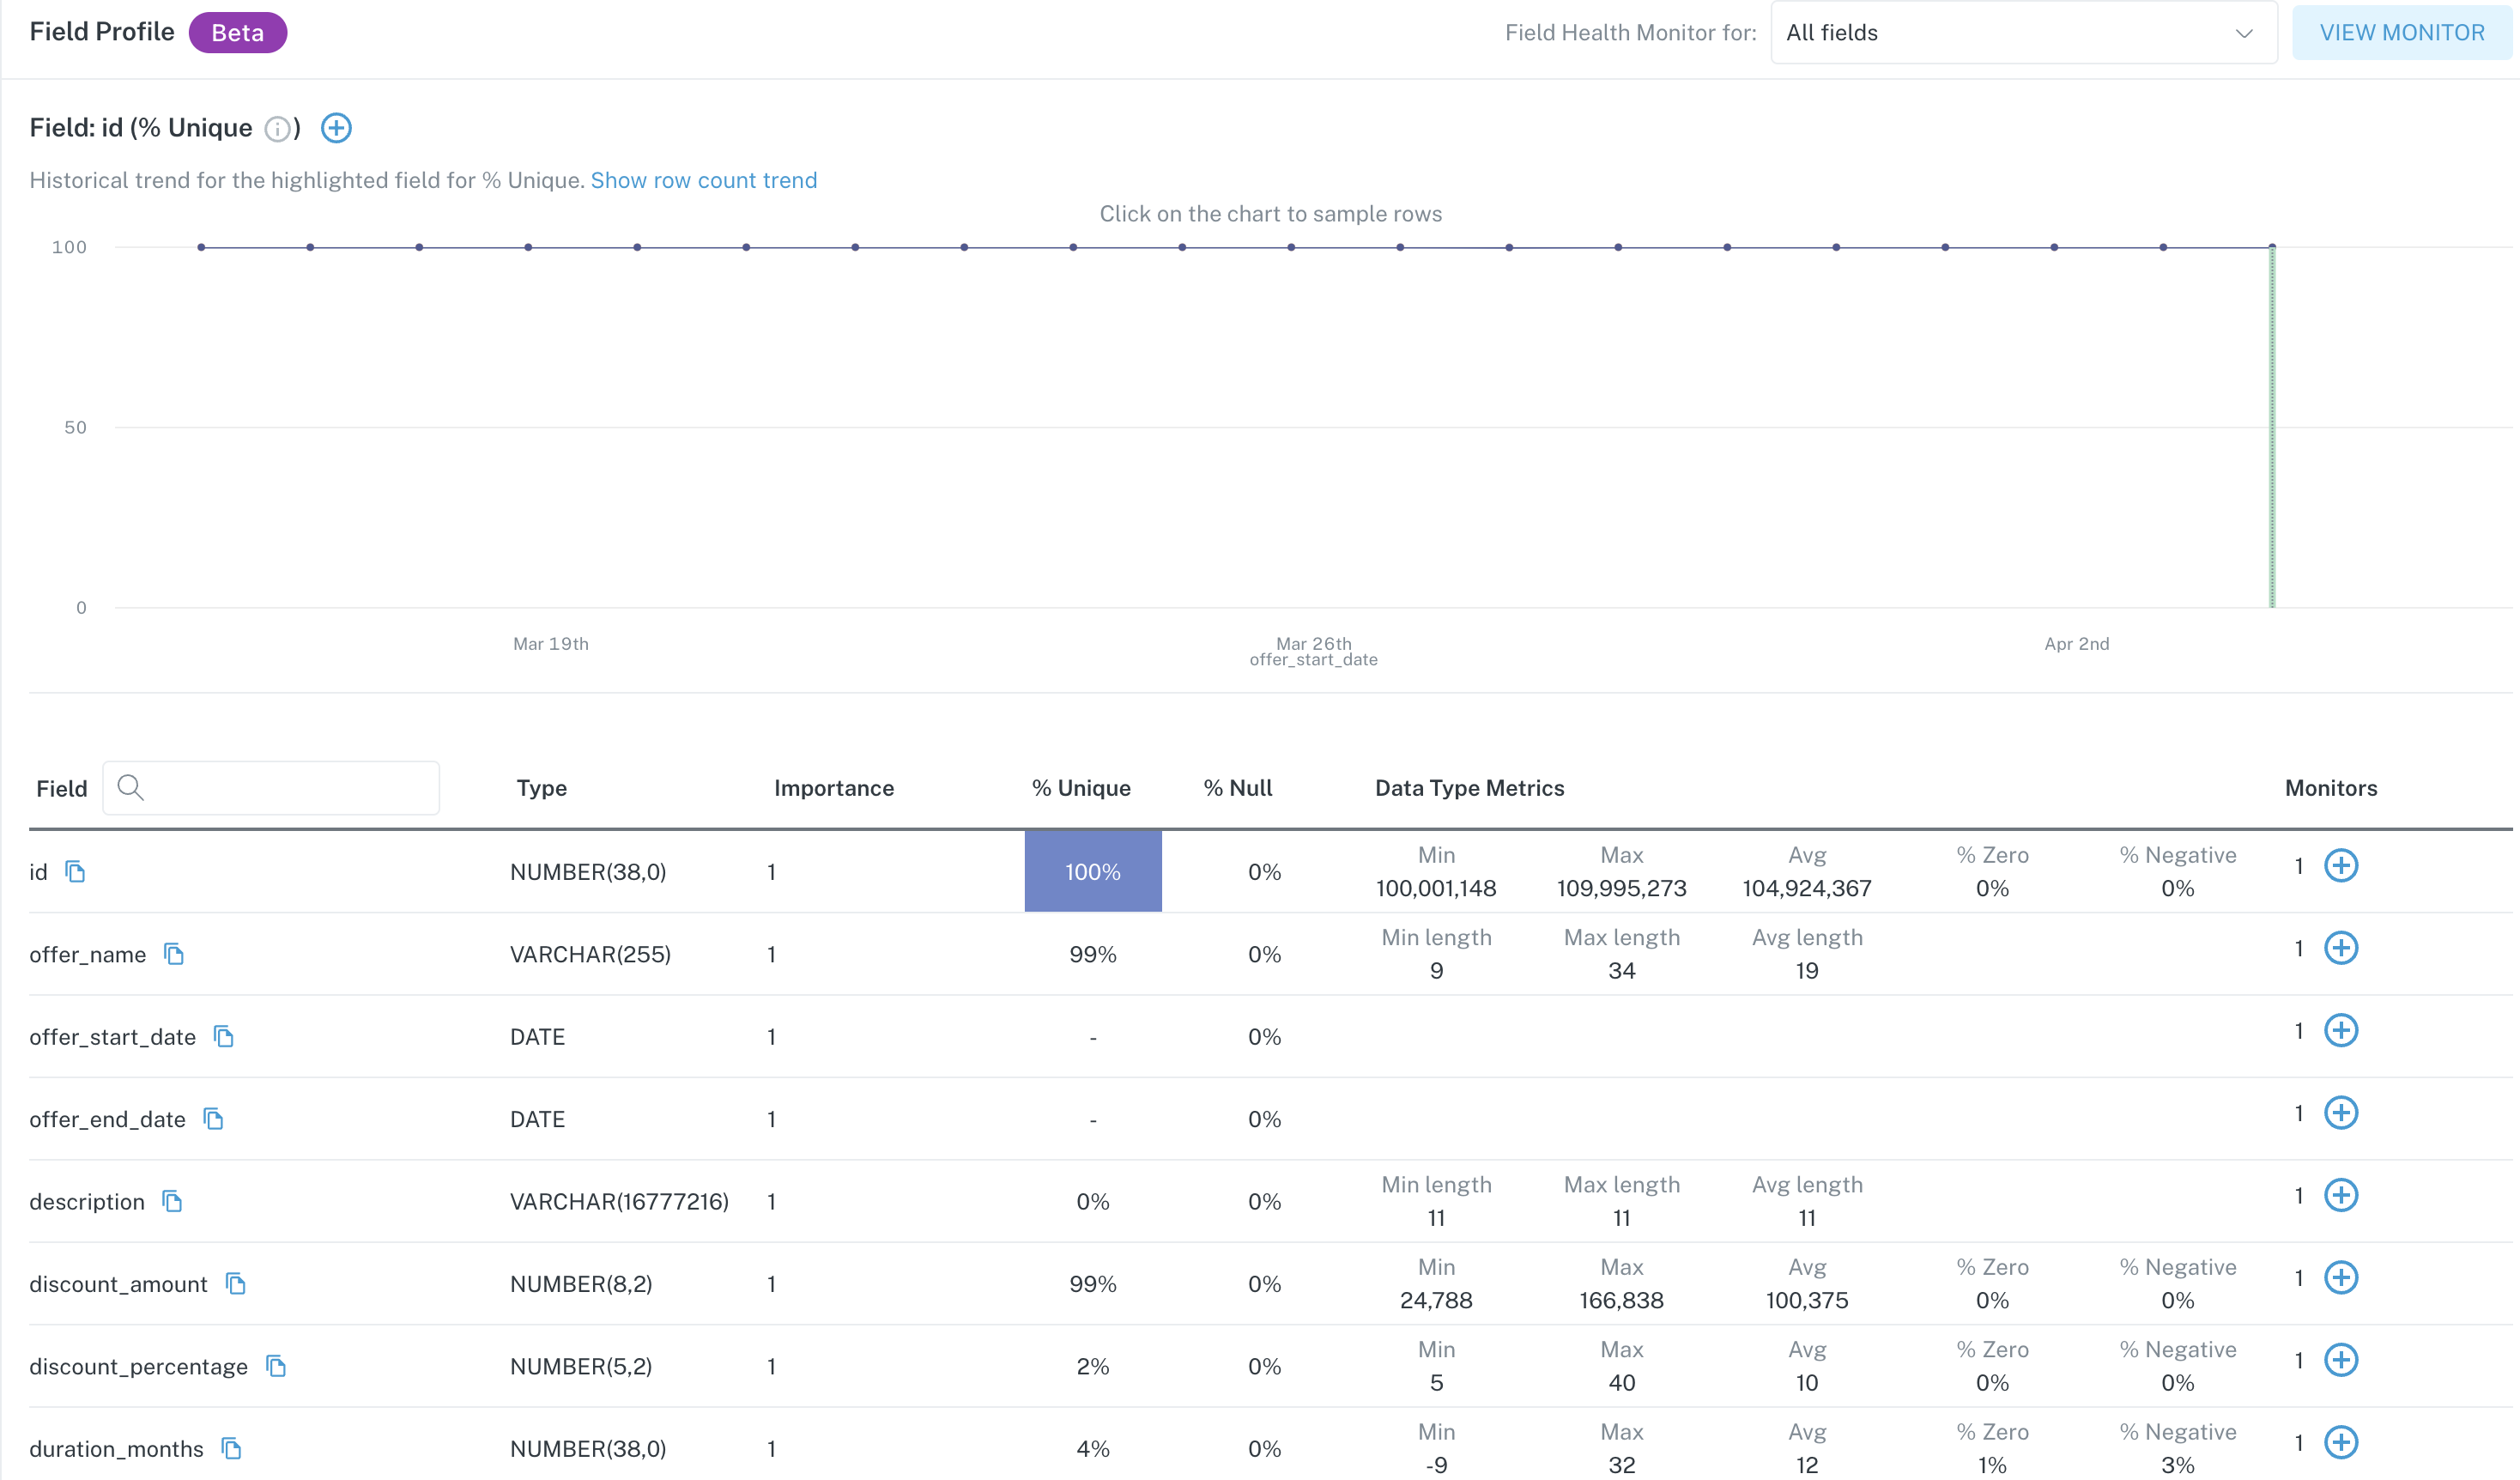 Field Profile Beta Field Health Monitor for: All fields VIEW MONITOR
Field: id (% Unique i)
Historical trend for the highlighted field for % Unique. Show row count trend
Click on the chart to sample rows
100
50
0
Mar 19th Mar 26th Apr 2nd
offer_start_date
Field Type Importance % Unique % Null Data Type Metrics Monitors
Min Max Avg % Zero % Negative
id NUMBER(38,0) 1 100% 0% 100,001,148 109,995,273 104,924,367 0% 0% 1
Min length Max length Avg length
offer_name VARCHAR(255) 1 99% 0% 9 34 19 1
offer_start_date DATE 1 - 0% 1
offer_end_date DATE 1 - 0% 1
Min length Max length Avg length
description VARCHAR(16777216) 1 0% 0% 11 11 11 1
Min Max Avg % Zero % Negative
discount_amount NUMBER(8,2) 1 99% 0% 24,788 166,838 100,375 0% 0% 1
Min Max Avg % Zero % Negative
discount_percentage NUMBER(5,2) 1 2% 0% 5 40 10 0% 0% 1
Min Max Avg % Zero % Negative
duration_months NUMBER(38,0) 1 4% 0% -9 32 12 1% 3% 1